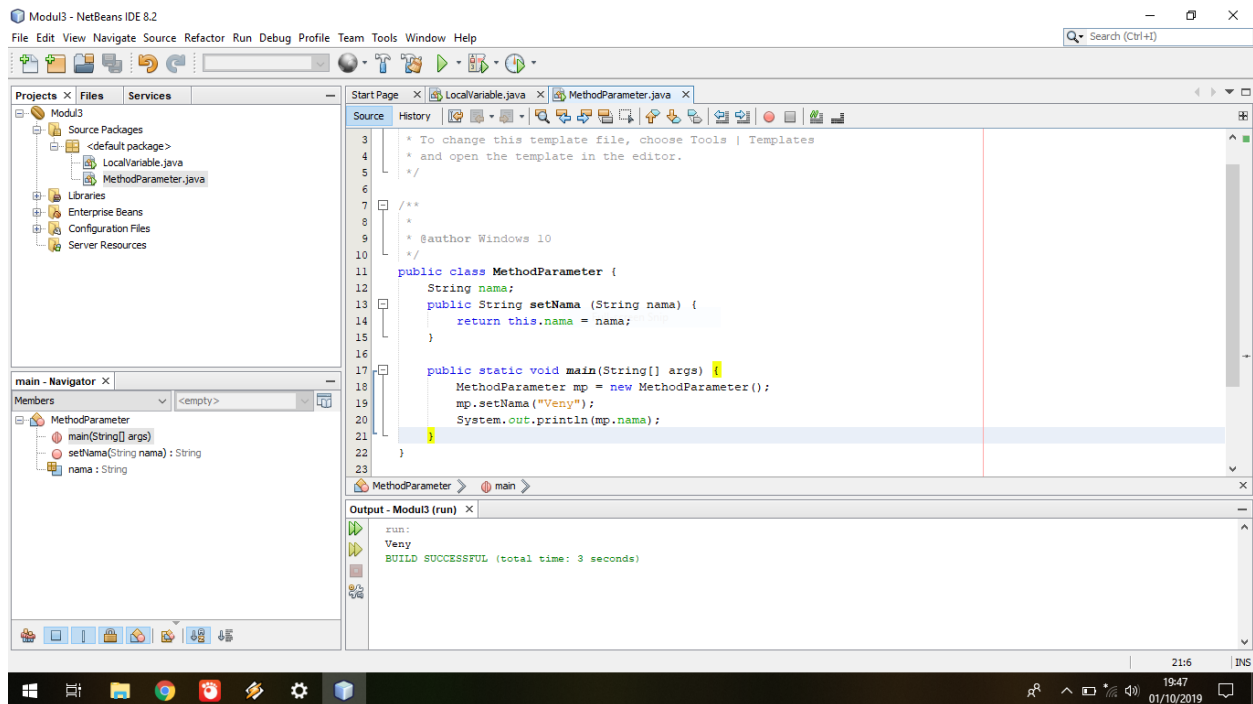 Modul3 - NetBeans IDE 8.2
File Edit View Navigate Source Refactor Run Debug Profile Team Tools Window Help
Search (Ctrl+I)
Projects Files Services
Modul3
Source Packages
<default package>
LocalVariable.java
MethodParameter.java
Libraries
Enterprise Beans
Configuration Files
Server Resources
main - Navigator
Members <empty>
MethodParameter
main(String[] args)
setNama(String nama) : String
nama : String
Start Page LocalVariable.java MethodParameter.java
Source History
3 * To change this template file, choose Tools | Templates
4 * and open the template in the editor.
5 */
6
7 /**
8 *
9 * @author Windows 10
10 */
11 public class MethodParameter {
12 String nama;
13 public String setNama (String nama) {
14 return this.nama = nama;
15 }
16
17 public static void main(String[] args) {
18 MethodParameter mp = new MethodParameter();
19 mp.setNama("Veny");
20 System.out.println(mp.nama);
21 }
22 }
23
MethodParameter main
Output - Modul3 (run)
run:
Veny
BUILD SUCCESSFUL (total time: 3 seconds)
21:6 INS
19:47
01/10/2019